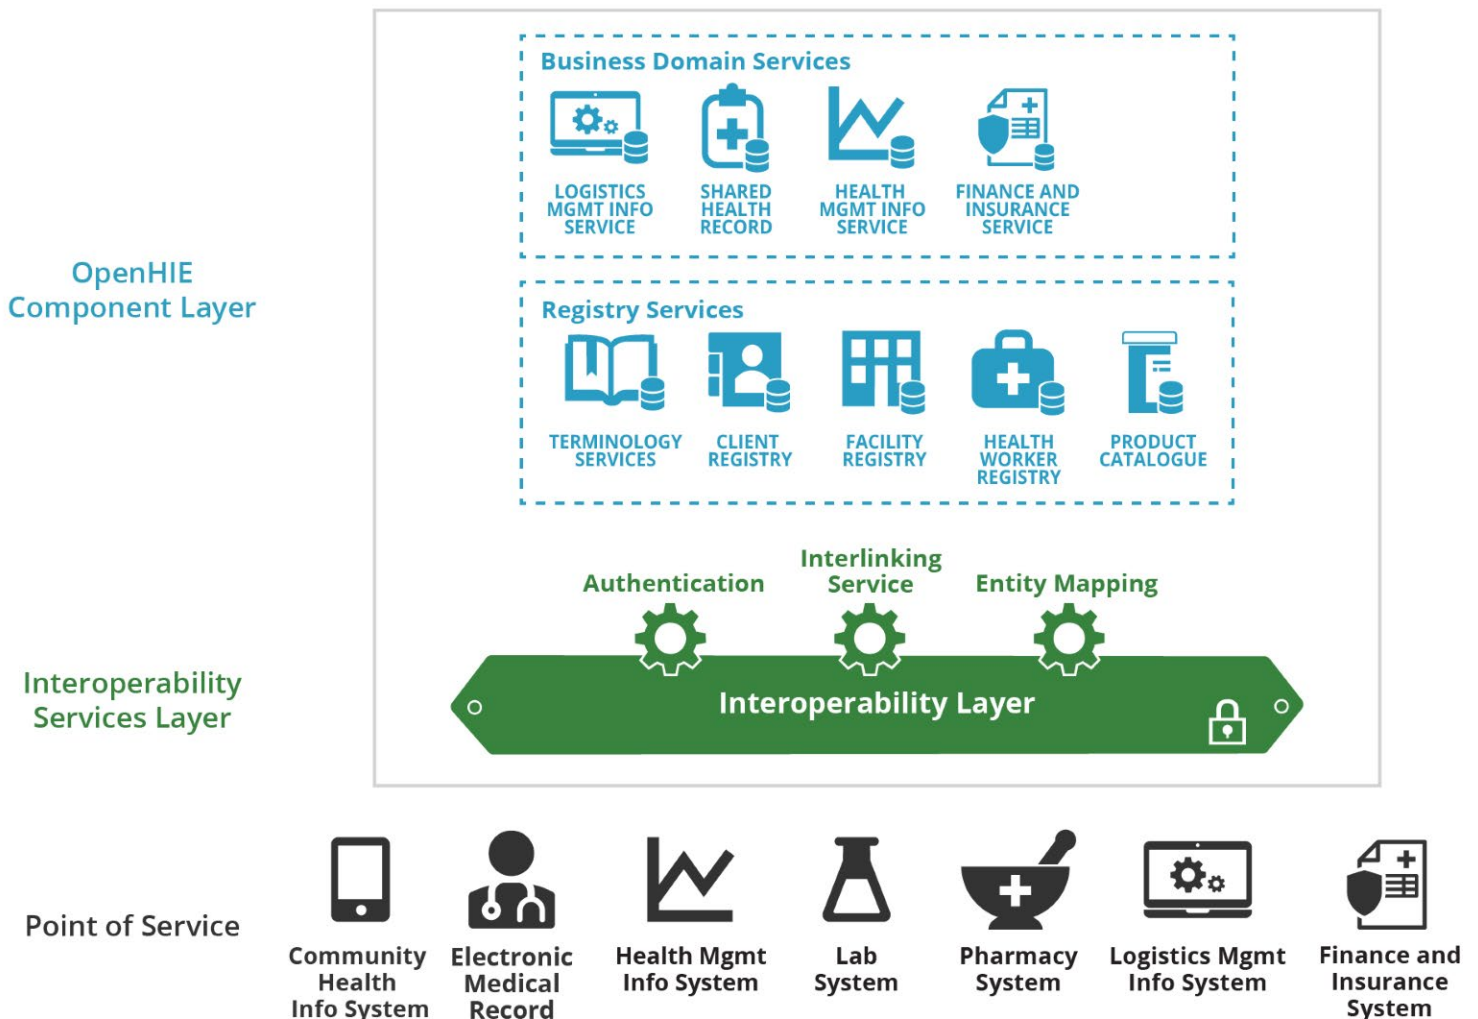 Business Domain Services
LOGISTICS
MGMT INFO
SERVICE
SHARED
HEALTH
RECORD
HEALTH
MGMT INFO
SERVICE
FINANCE AND
INSURANCE
SERVICE
OpenHIE
Component Layer
Registry Services
TERMINOLOGY
SERVICES
CLIENT
REGISTRY
FACILITY
REGISTRY
HEALTH
WORKER
REGISTRY
PRODUCT
CATALOGUE
Authentication
Interlinking
Service
Entity Mapping
Interoperability
Services Layer
Interoperability Layer
Point of Service
Community
Health
Info System
Electronic
Medical
Record
Health Mgmt
Info System
Lab
System
Pharmacy
System
Logistics Mgmt
Info System
Finance and
Insurance
System